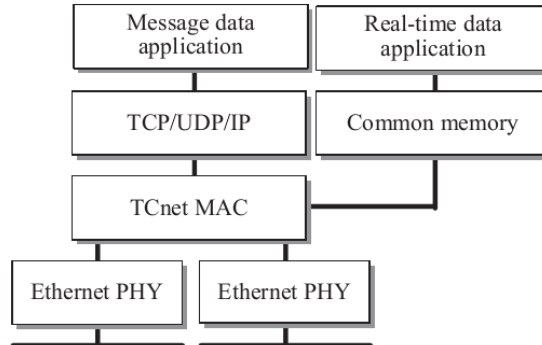 Message data
application
Real-time data
application
TCP/UDP/IP
Common memory
TCnet MAC
Ethernet PHY
Ethernet PHY